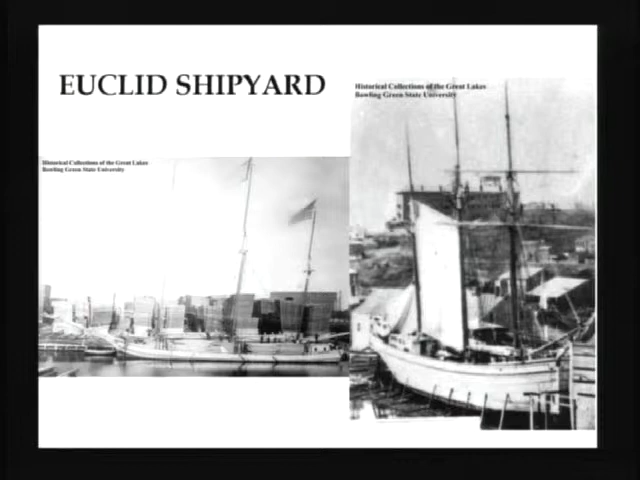 EUCLID SHIPYARD
Historical Collections of the Great Lakes
Bowling Green State University
Historical Collections of the Great Lakes
Bowling Green State University